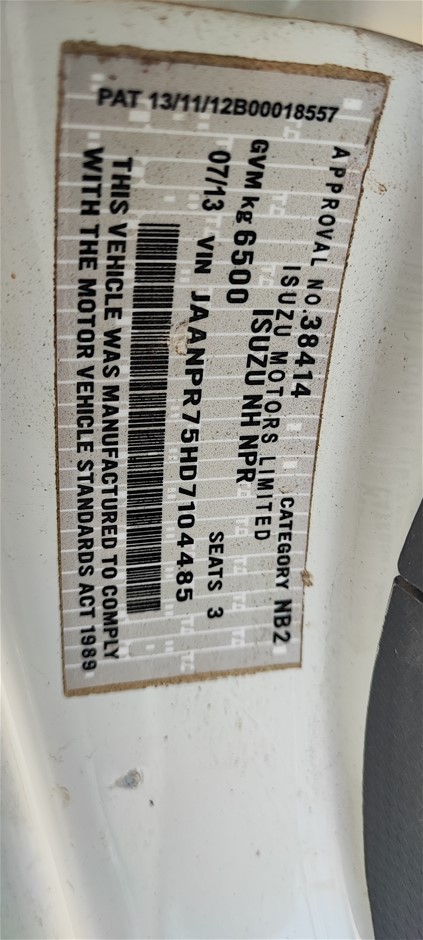 PAT 13/11/12B00018557
APPROVAL NO. 38414 CATEGORY NB2
ISUZU MOTORS LIMITED
ISUZU NH NPR
GVM kg 6500 SEATS 3
07/13 VIN JAANPR75HD7104485
THIS VEHICLE WAS MANUFACTURED TO COMPLY
WITH THE MOTOR VEHICLE STANDARDS ACT 1989